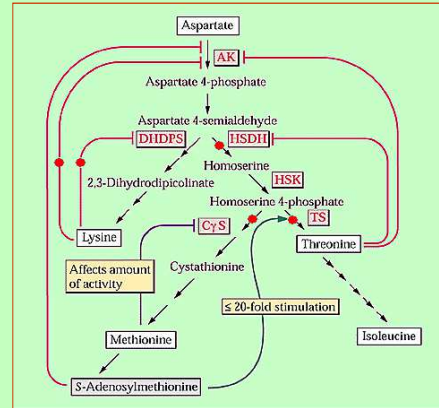 Aspartate
AK
Aspartate 4-phosphate
Aspartate 4-semialdehyde
DHDPS
HSDH
Homoserine
2,3-Dihydrodipicolinate
HSK
Homoserine 4-phosphate
CγS
TS
Lysine
Threonine
Affects amount
of activity
Cystathionine
≤ 20-fold stimulation
Methionine
Isoleucine
S-Adenosylmethionine